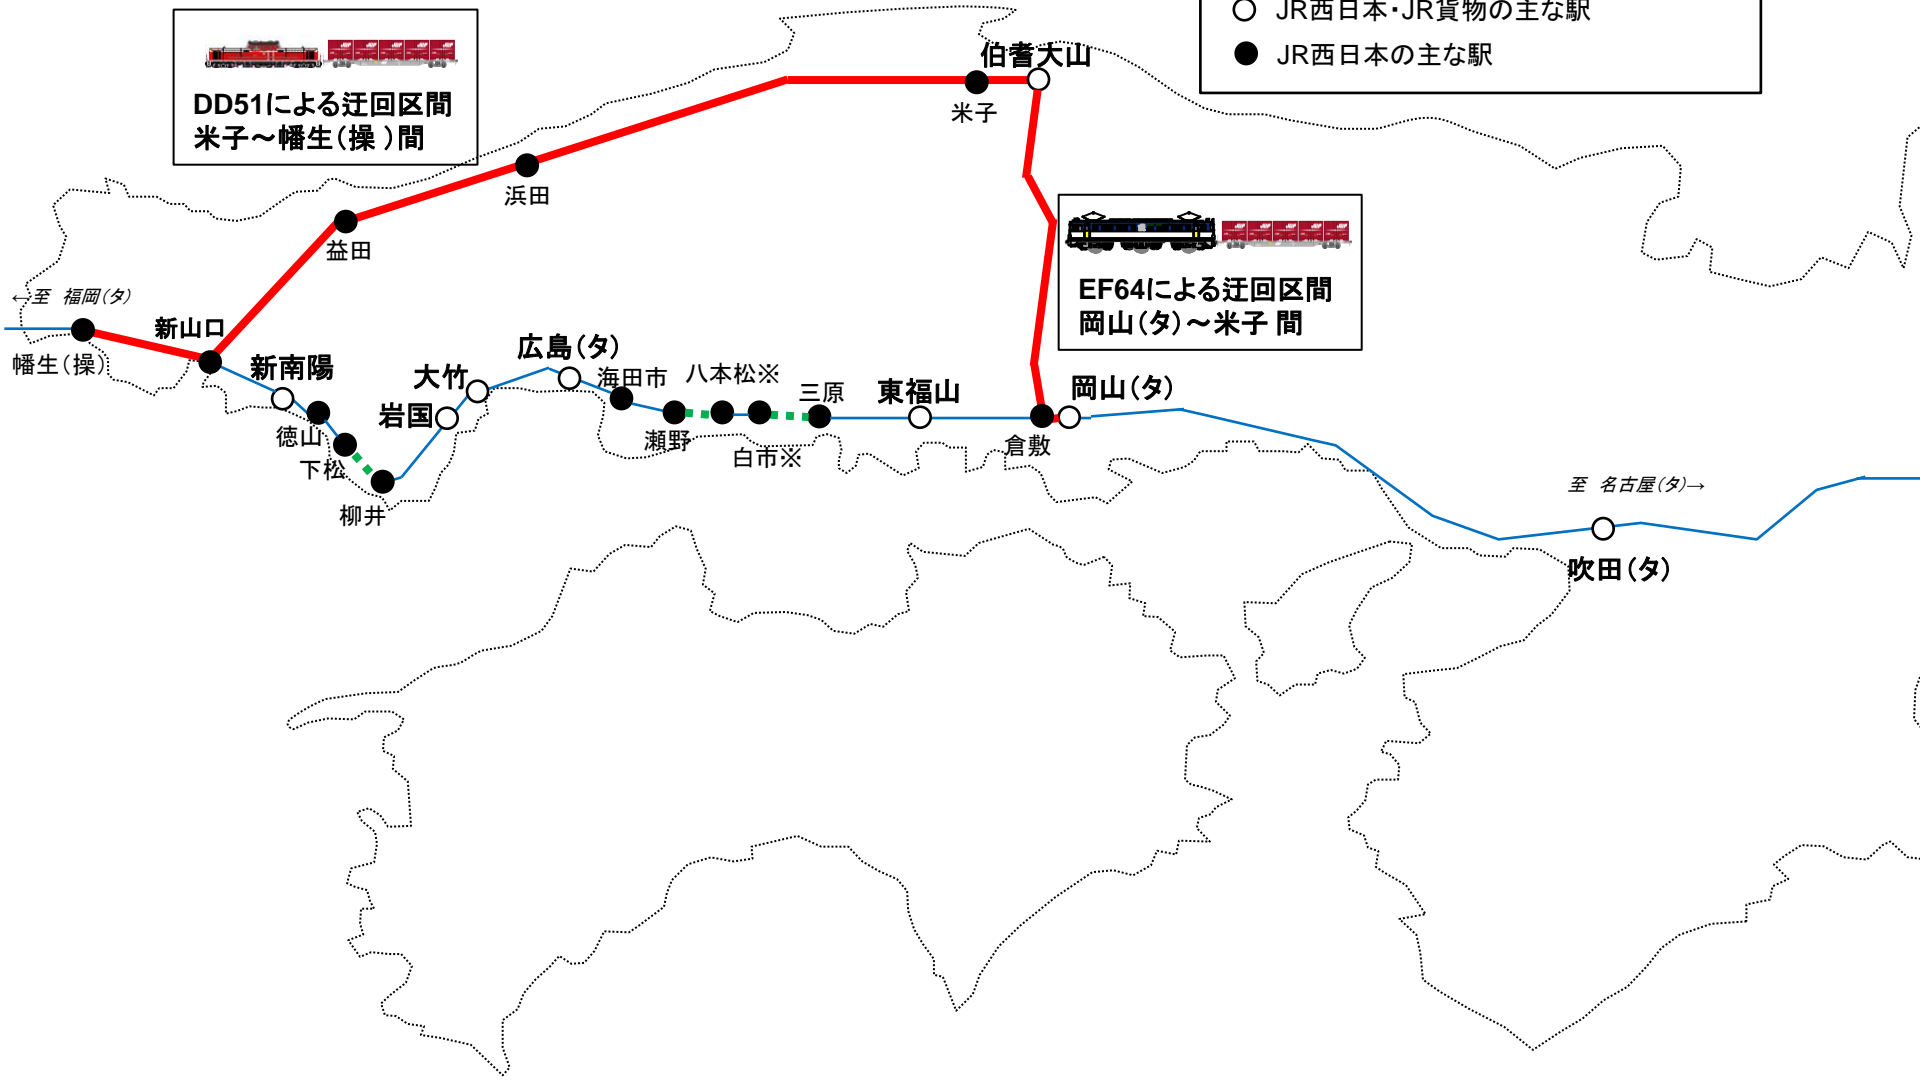 ○ JR西日本・JR貨物の主な駅
● JR西日本の主な駅
DD51による迂回区間
米子～幡生(操)間
伯耆大山
米子
浜田
益田
EF64による迂回区間
岡山(タ)～米子 間
←至 福岡(タ)
幡生(操)
新山口
新南陽
徳山
下松
柳井
岩国
大竹
広島(タ)
海田市
瀬野
八本松※
白市※
三原
東福山
倉敷
岡山(タ)
至 名古屋(タ)→
吹田(タ)